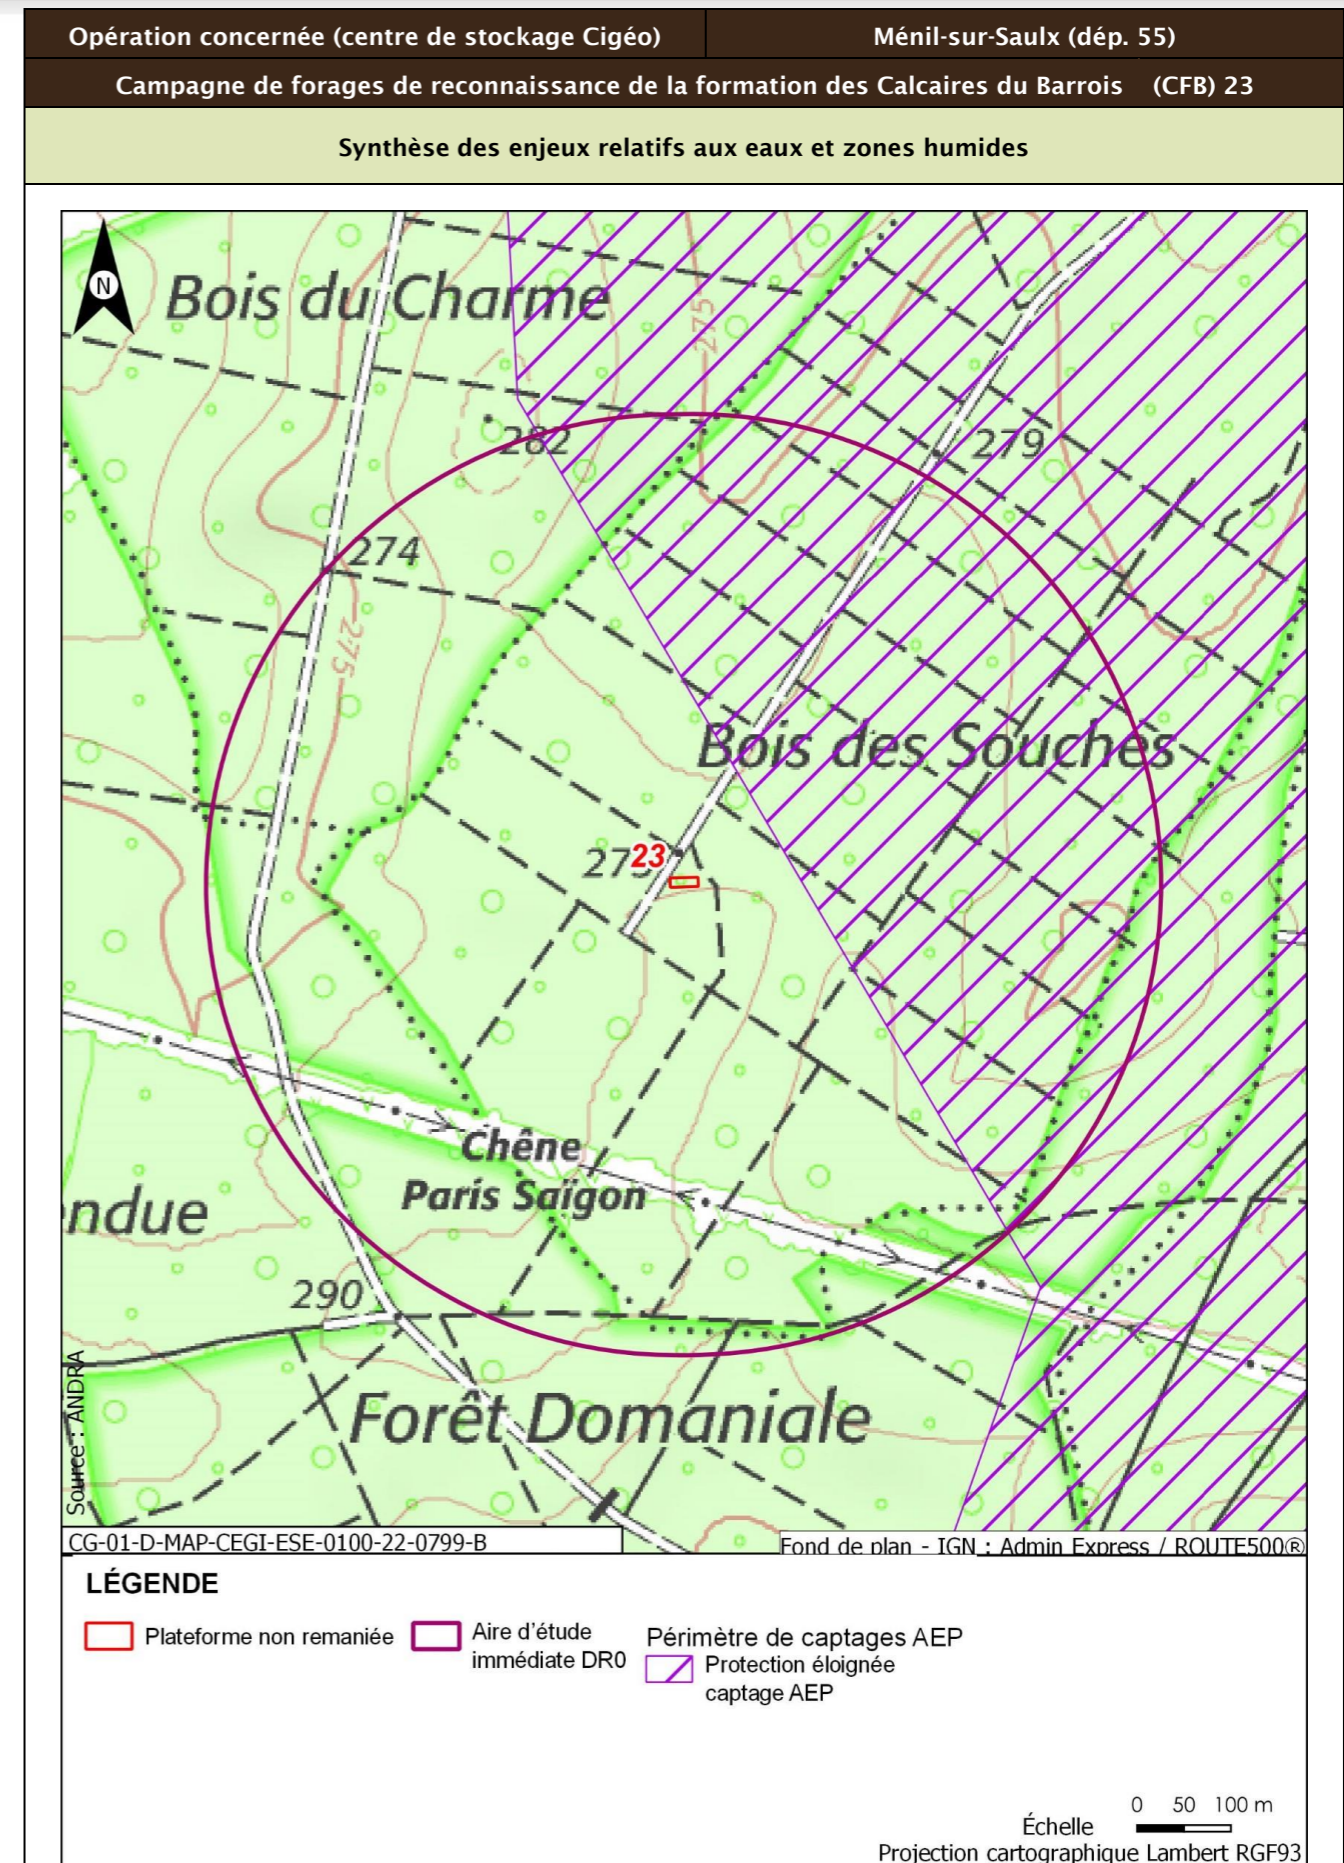 Opération concernée (centre de stockage Cigéo)
Ménil-sur-Saulx (dép. 55)
Campagne de forages de reconnaissance de la formation des Calcaires du Barrois (CFB) 23
Synthèse des enjeux relatifs aux eaux et zones humides
N
Bois du Charme
275
282
279
274
275
Bois des Souches
23
Chêne
Paris Saïgon
ndue
290
Forêt Domaniale
Source : ANDRA
CG-01-D-MAP-CEGI-ESE-0100-22-0799-B
Fond de plan - IGN : Admin Express / ROUTE500®
LÉGENDE
Plateforme non remaniée
Aire d'étude
immédiate DR0
Périmètre de captages AEP
Protection éloignée
captage AEP
0 50 100 m
Échelle
Projection cartographique Lambert RGF93